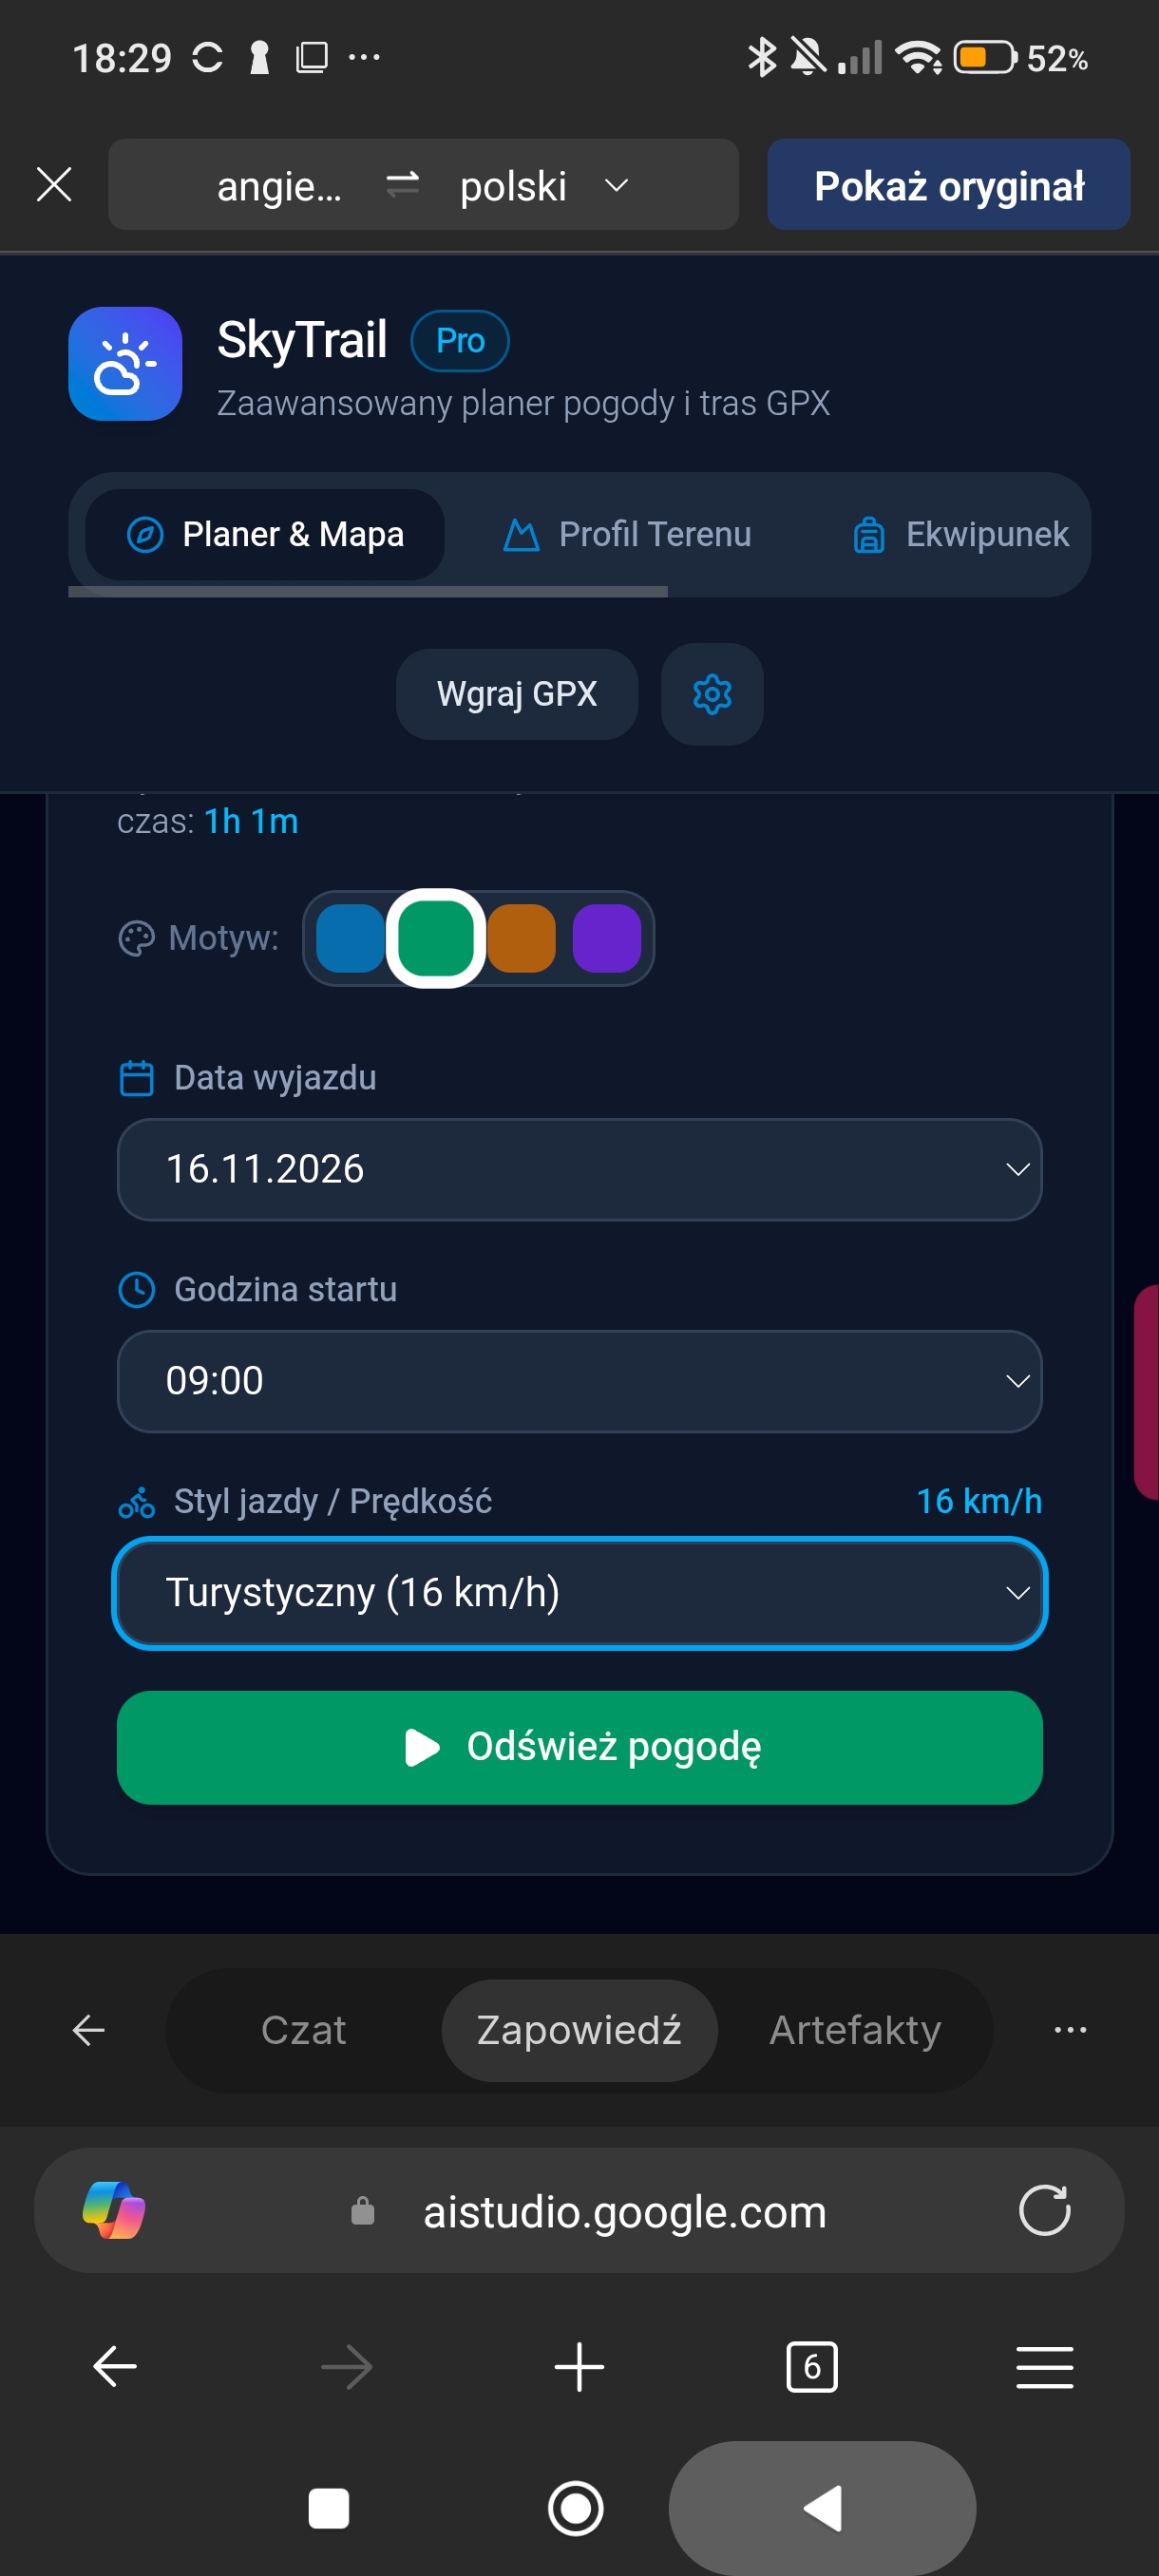 18:29 52%
angie... polski Pokaż oryginał
SkyTrail Pro
Zaawansowany planer pogody i tras GPX
Planer & Mapa Profil Terenu Ekwipunek
Wgraj GPX
czas: 1h 1m
Motyw:
Data wyjazdu
16.11.2026
Godzina startu
09:00
Styl jazdy / Prędkość 16 km/h
Turystyczny (16 km/h)
Odśwież pogodę
Czat Zapowiedź Artefakty
aistudio.google.com
6